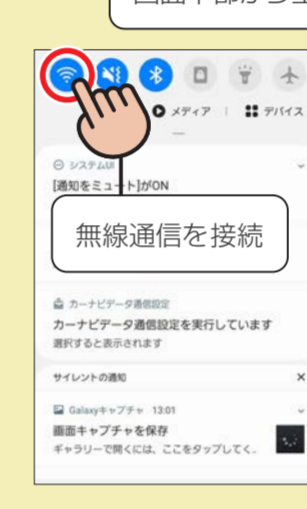 メディア | デバイス
システムUI
[通知をミュート]がON
無線通信を接続
カーナビデータ通信設定
カーナビデータ通信設定を実行しています
選択すると表示されます
サイレントの通知
Galaxyキャプチャ 13:01
画面キャプチャを保存
ギャラリーで開くには、ここをタップしてく..